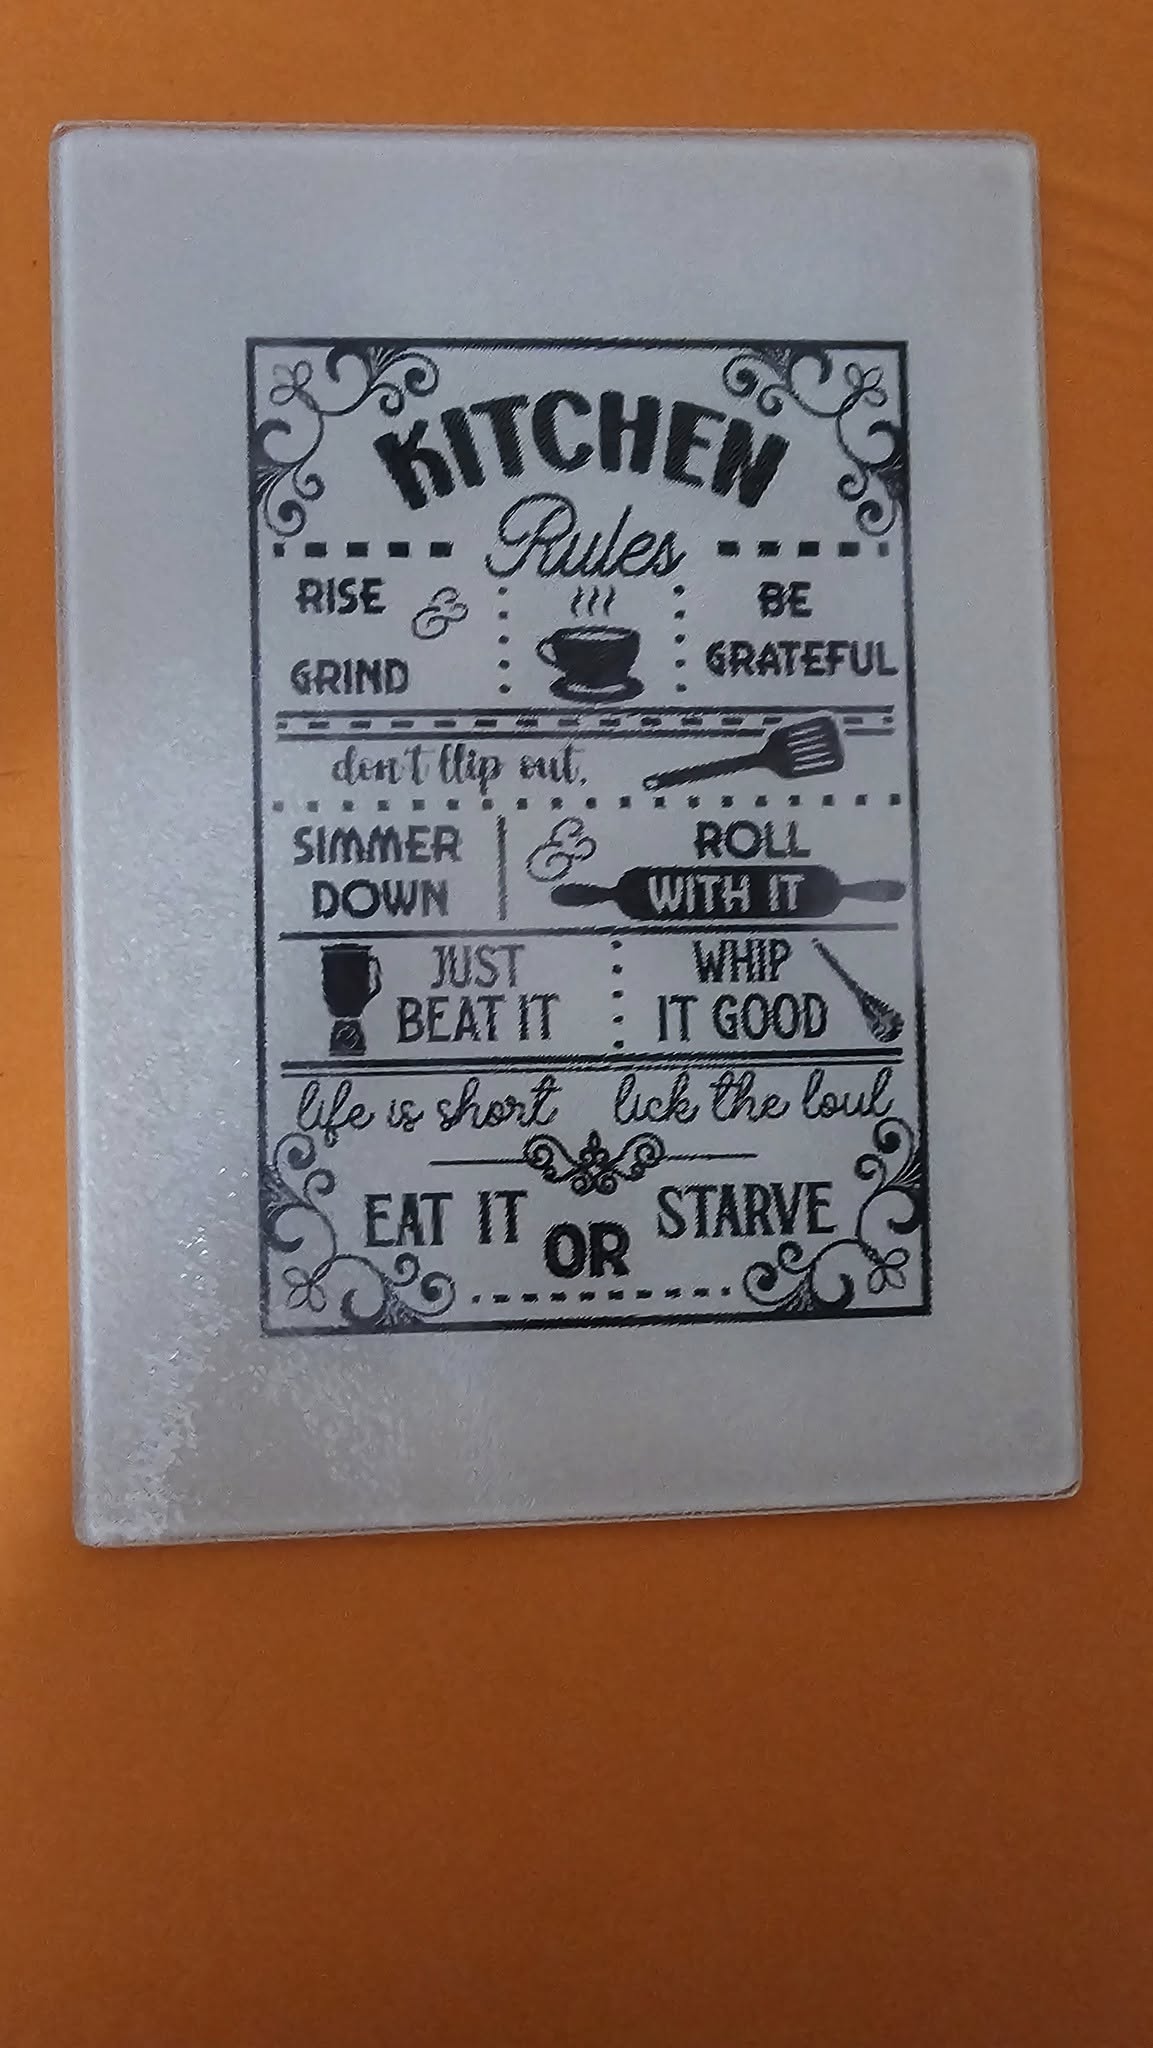 KITCHEN
Rules
RISE &
GRIND
BE
GRATEFUL
don't flip out.
SIMMER
DOWN
& ROLL
WITH IT
JUST
BEAT IT
WHIP
IT GOOD
life is short lick the loul
EAT IT OR STARVE